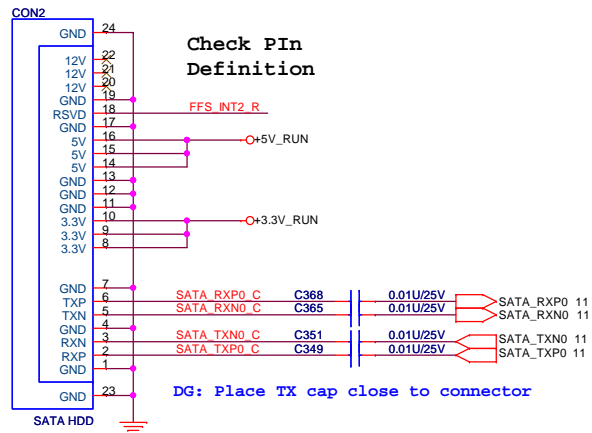 CON2
GND 24
Check PIn
Definition
12V 22
12V 21
12V 20
GND 19
RSVD 18 FFS_INT2_R
GND 17
5V 16 +5V_RUN
5V 15
5V 14
GND 13
GND 12
GND 11
3.3V 10 +3.3V_RUN
3.3V 9
3.3V 8
GND 7
TXP 6 SATA_RXP0_C C368 0.01U/25V SATA_RXP0 11
TXN 5 SATA_RXN0_C C365 0.01U/25V SATA_RXN0 11
GND 4
RXN 3 SATA_TXN0_C C351 0.01U/25V SATA_TXN0 11
RXP 2 SATA_TXP0_C C349 0.01U/25V SATA_TXP0 11
GND 1
GND 23
DG: Place TX cap close to connector
SATA HDD